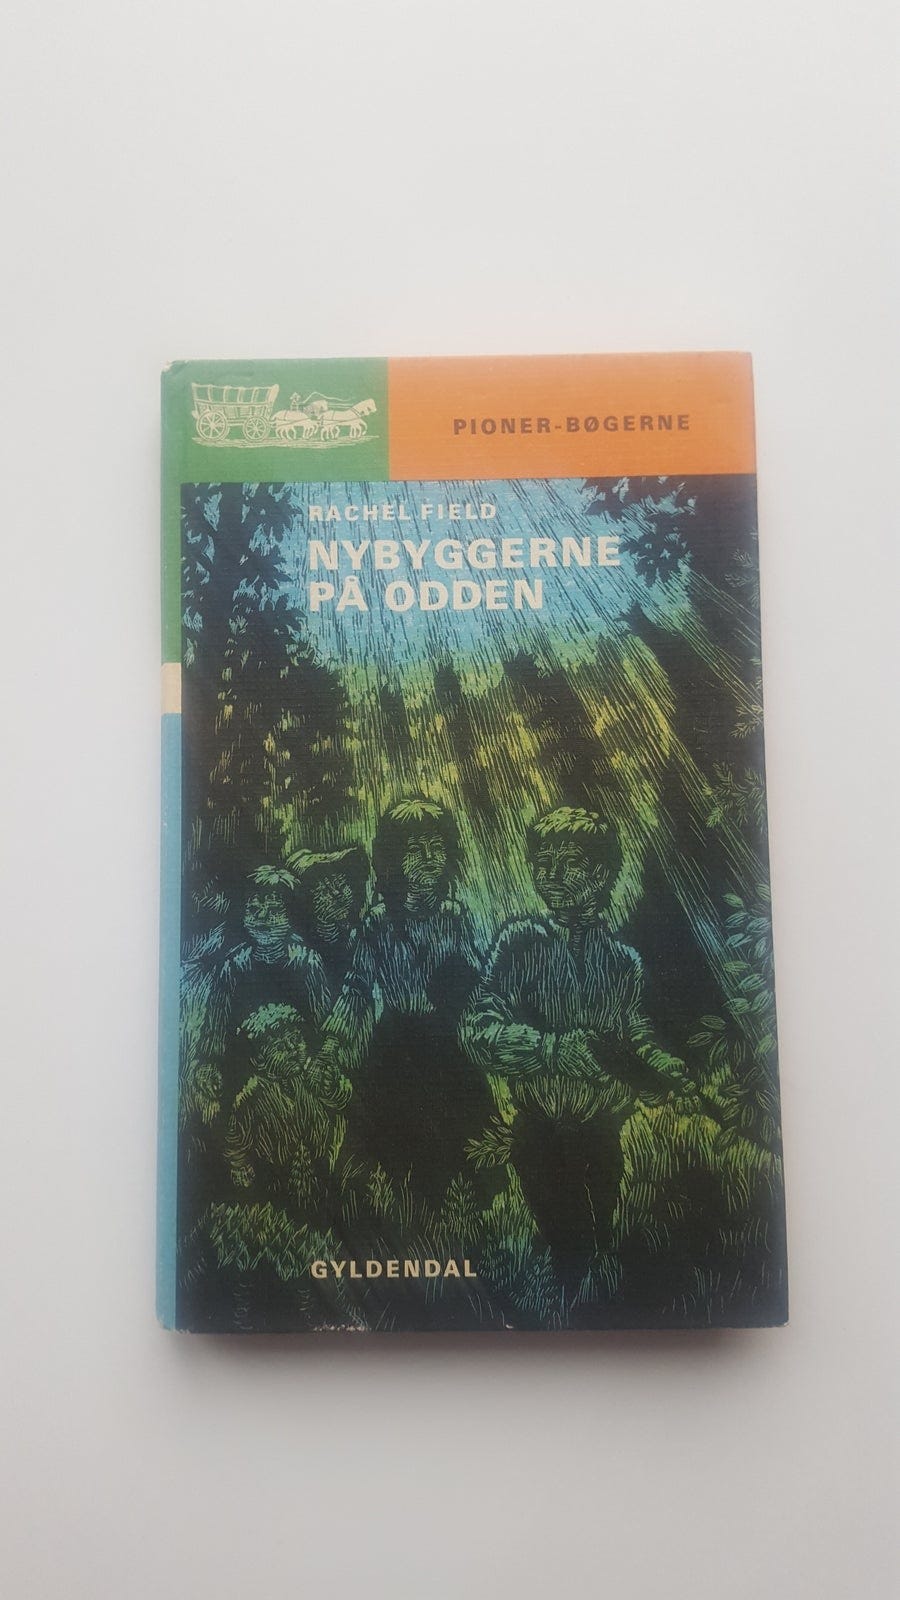 PIONER-BØGERNE
RACHEL FIELD
NYBYGGERNE
PÅ ODDEN
GYLDENDAL